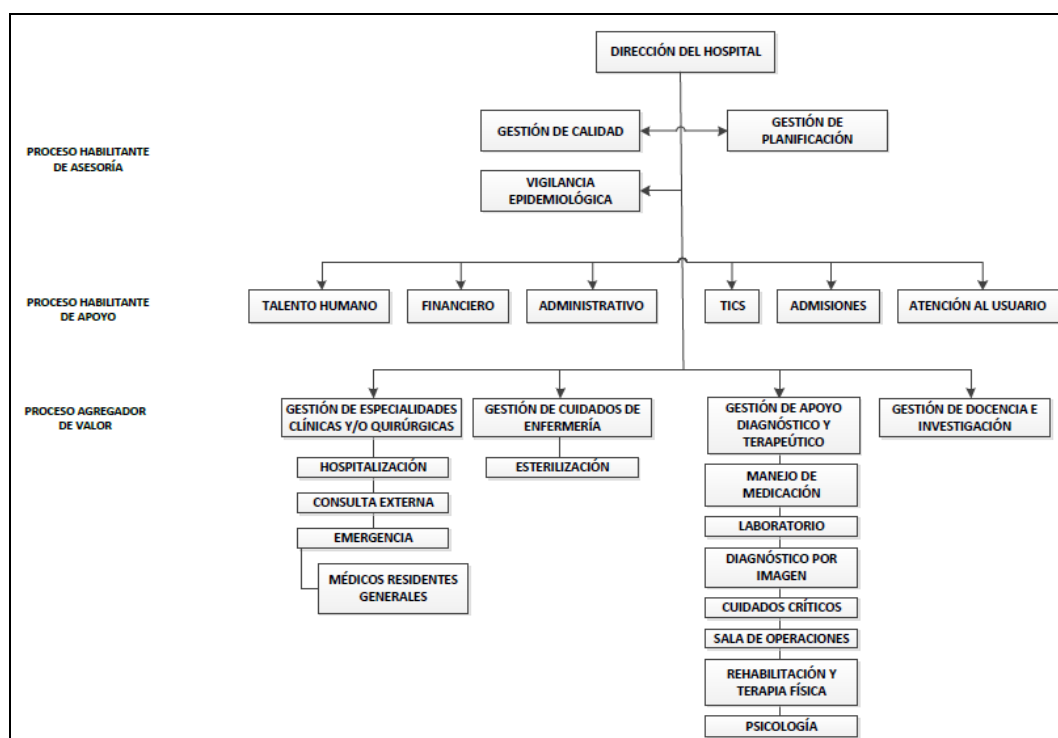 DIRECCIÓN DEL HOSPITAL
PROCESO HABILITANTE
DE ASESORÍA
GESTIÓN DE CALIDAD
GESTIÓN DE
PLANIFICACIÓN
VIGILANCIA
EPIDEMIOLÓGICA
PROCESO HABILITANTE
DE APOYO
TALENTO HUMANO
FINANCIERO
ADMINISTRATIVO
TICS
ADMISIONES
ATENCIÓN AL USUARIO
PROCESO AGREGADOR
DE VALOR
GESTIÓN DE ESPECIALIDADES
CLÍNICAS Y/O QUIRÚRGICAS
HOSPITALIZACIÓN
CONSULTA EXTERNA
EMERGENCIA
MÉDICOS RESIDENTES
GENERALES
GESTIÓN DE CUIDADOS DE
ENFERMERÍA
ESTERILIZACIÓN
GESTIÓN DE APOYO
DIAGNÓSTICO Y
TERAPEÚTICO
MANEJO DE
MEDICACIÓN
LABORATORIO
DIAGNÓSTICO POR
IMAGEN
CUIDADOS CRÍTICOS
SALA DE OPERACIONES
REHABILITACIÓN Y
TERAPIA FÍSICA
PSICOLOGÍA
GESTIÓN DE DOCENCIA E
INVESTIGACIÓN